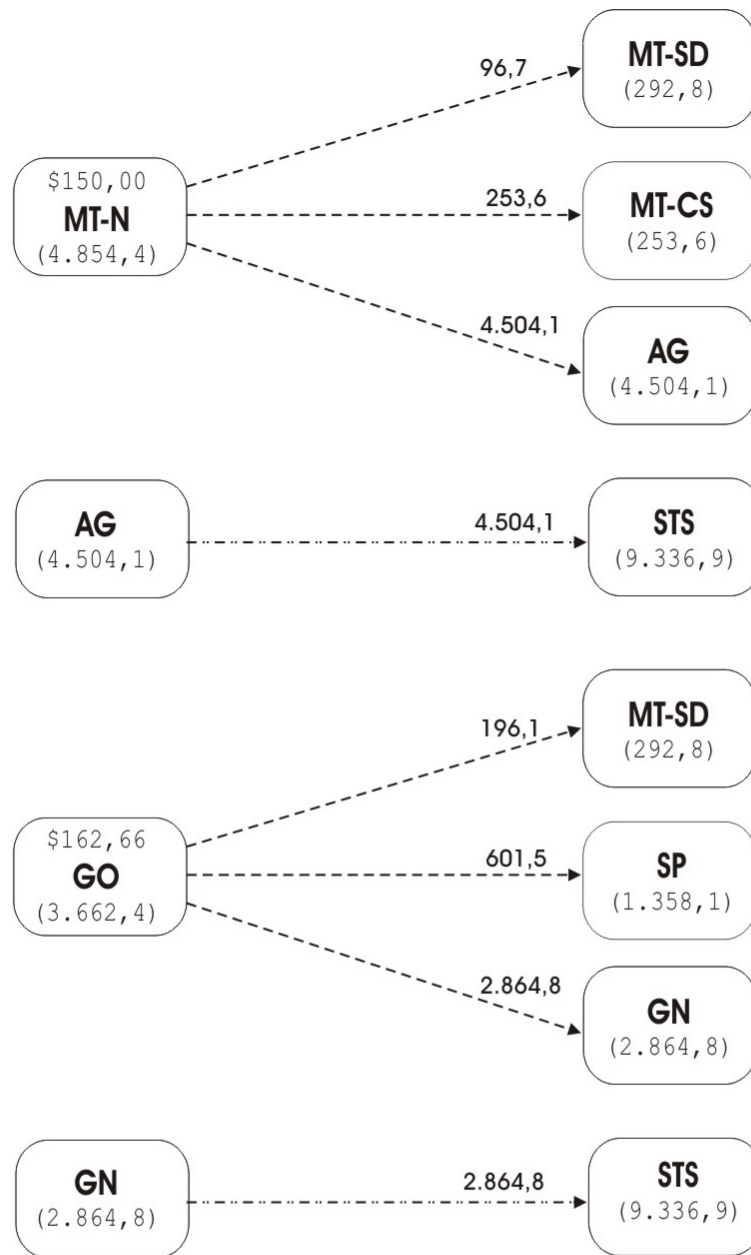 96,7
MT-SD
(292,8)
$150,00
MT-N
(4.854,4)
253,6
MT-CS
(253,6)
4.504,1
AG
(4.504,1)
AG
(4.504,1)
4.504,1
STS
(9.336,9)
196,1
MT-SD
(292,8)
$162,66
GO
(3.662,4)
601,5
SP
(1.358,1)
2.864,8
GN
(2.864,8)
GN
(2.864,8)
2.864,8
STS
(9.336,9)